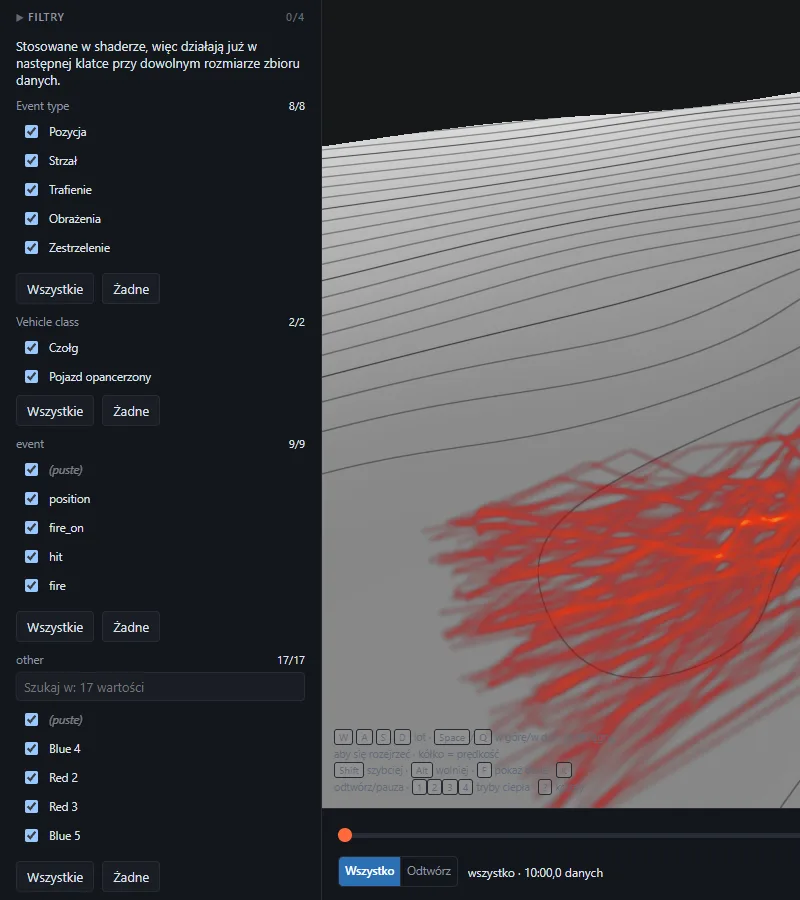 ▶ FILTRY 0/4
Stosowane w shaderze, więc działają już w
następnej klatce przy dowolnym rozmiarze zbioru
danych.
Event type 8/8
Pozycja
Strzał
Trafienie
Obrażenia
Zestrzelenie
Wszystkie Żadne
Vehicle class 2/2
Czołg
Pojazd opancerzony
Wszystkie Żadne
event 9/9
(puste)
position
fire_on
hit
fire
Wszystkie Żadne
other 17/17
Szukaj w: 17 wartości
(puste)
Blue 4
Red 2
Red 3
Blue 5
Wszystkie Żadne
W A S D lot · Space / Q w górę/w
aby się rozejrzeć · kółko = prędkość
Shift szybciej · Alt wolniej · F pokaż
odtwórz/pauza · 1 2 3 4 tryby ciepła ·
Wszystko Odtwórz wszystko · 10:00,0 danych